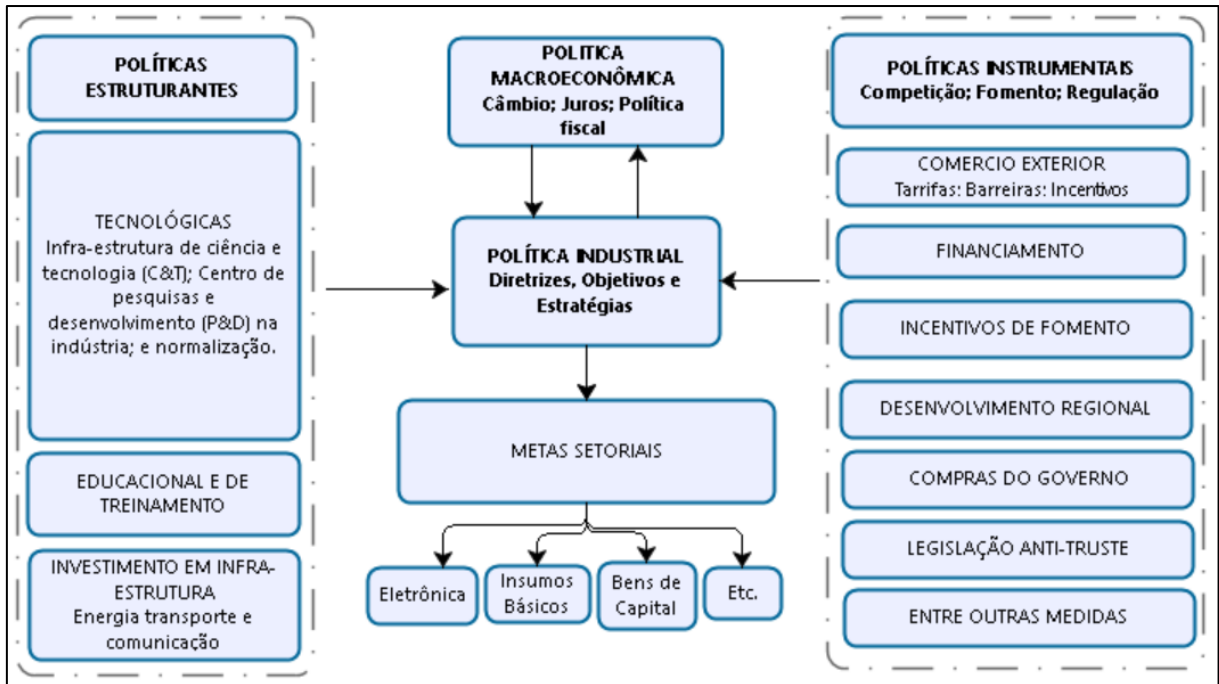 POLÍTICAS
ESTRUTURANTES
TECNOLÓGICAS
Infra-estrutura de ciência e
tecnologia (C&T); Centro de
pesquisas e
desenvolvimento (P&D) na
indústria; e normalização.
EDUCACIONAL E DE
TREINAMENTO
INVESTIMENTO EM INFRA-
ESTRUTURA
Energia transporte e
comunicação
POLITICA
MACROECONÔMICA
Câmbio; Juros; Política
fiscal
POLÍTICA INDUSTRIAL
Diretrizes, Objetivos e
Estratégias
METAS SETORIAIS
Eletrônica
Insumos
Básicos
Bens de
Capital
Etc.
POLÍTICAS INSTRUMENTAIS
Competição; Fomento; Regulação
COMERCIO EXTERIOR
Tarifas: Barreiras: Incentivos
FINANCIAMENTO
INCENTIVOS DE FOMENTO
DESENVOLVIMENTO REGIONAL
COMPRAS DO GOVERNO
LEGISLAÇÃO ANTI-TRUSTE
ENTRE OUTRAS MEDIDAS